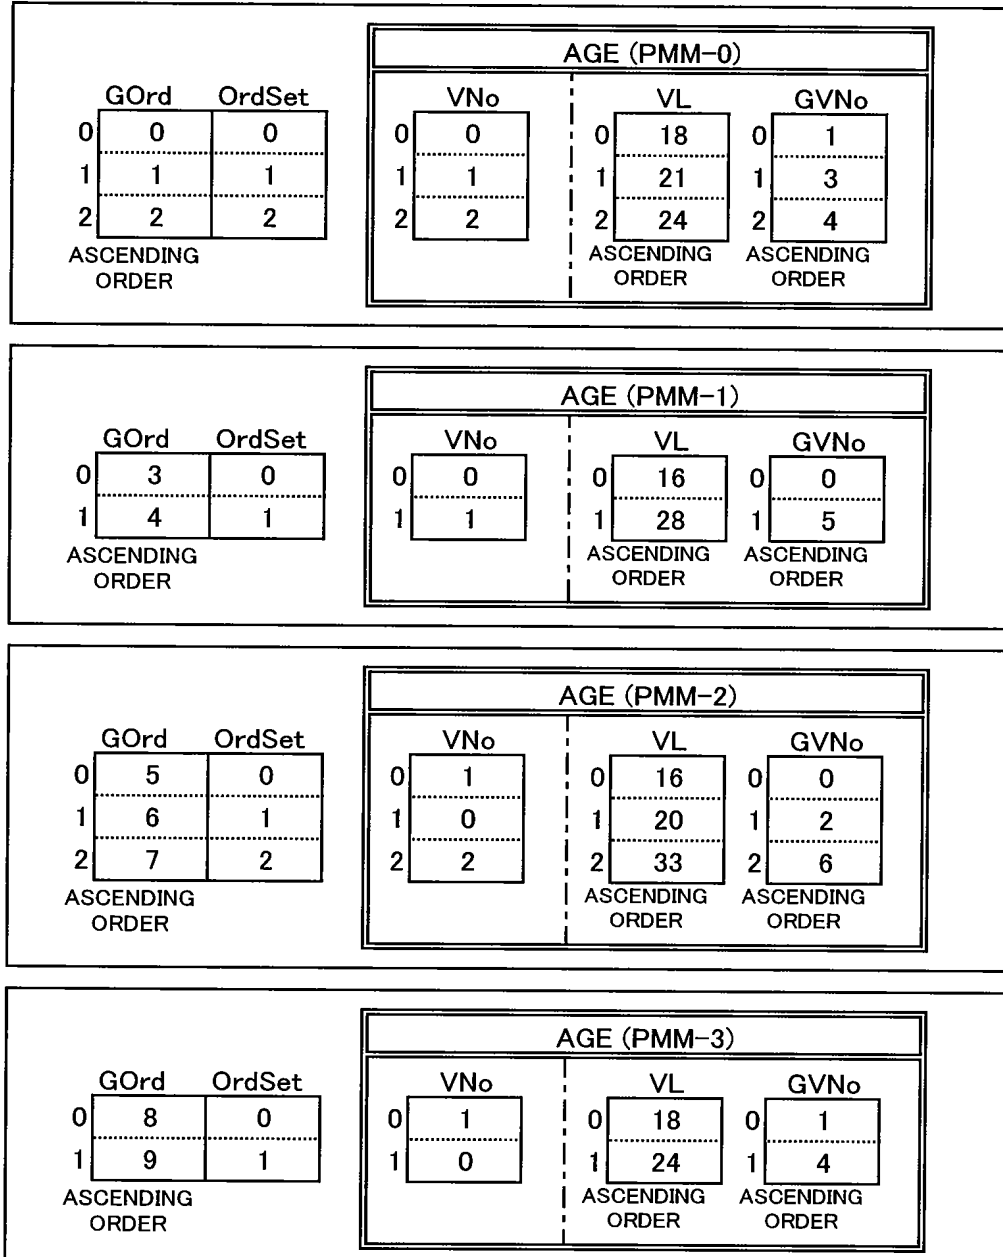 AGE (PMM-0)
GOrd OrdSet VNo VL GVNo
0 0 0 0 0 0 18 0 1
1 1 1 1 1 1 21 1 3
2 2 2 2 2 2 24 2 4
ASCENDING ORDER ASCENDING ORDER ASCENDING ORDER
AGE (PMM-1)
GOrd OrdSet VNo VL GVNo
0 3 0 0 0 0 16 0 0
1 4 1 1 1 1 28 1 5
ASCENDING ORDER ASCENDING ORDER ASCENDING ORDER
AGE (PMM-2)
GOrd OrdSet VNo VL GVNo
0 5 0 0 1 0 16 0 0
1 6 1 1 0 1 20 1 2
2 7 2 2 2 2 33 2 6
ASCENDING ORDER ASCENDING ORDER ASCENDING ORDER
AGE (PMM-3)
GOrd OrdSet VNo VL GVNo
0 8 0 0 1 0 18 0 1
1 9 1 1 0 1 24 1 4
ASCENDING ORDER ASCENDING ORDER ASCENDING ORDER